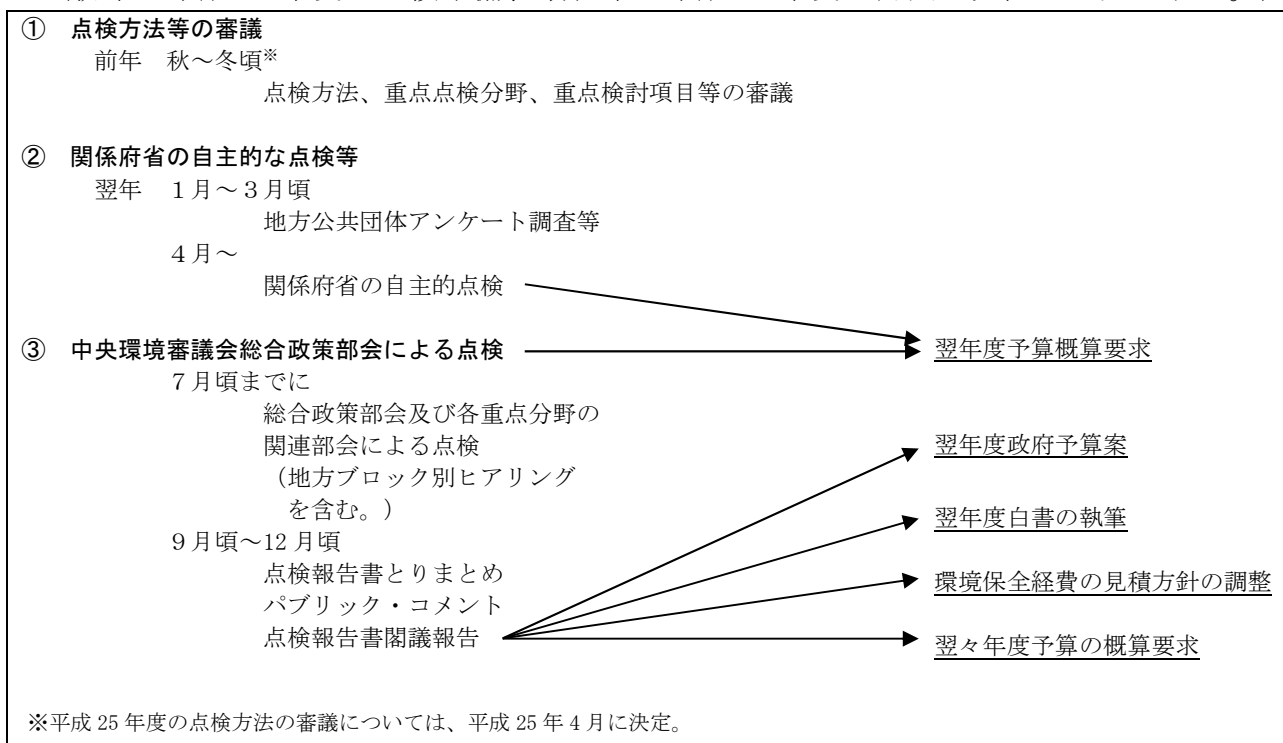 ① 点検方法等の審議
前年 秋～冬頃※
点検方法、重点点検分野、重点検討項目等の審議
② 関係府省の自主的な点検等
翌年 １月～３月頃
地方公共団体アンケート調査等
４月～
関係府省の自主的点検
③ 中央環境審議会総合政策部会による点検
翌年度予算概算要求
７月頃までに
総合政策部会及び各重点分野の
関連部会による点検
（地方ブロック別ヒアリング
を含む。）
翌年度政府予算案
翌年度白書の執筆
９月頃～12 月頃
点検報告書とりまとめ
環境保全経費の見積方針の調整
パブリック・コメント
点検報告書閣議報告
翌々年度予算の概算要求
※平成 25 年度の点検方法の審議については、平成 25 年 4 月に決定。